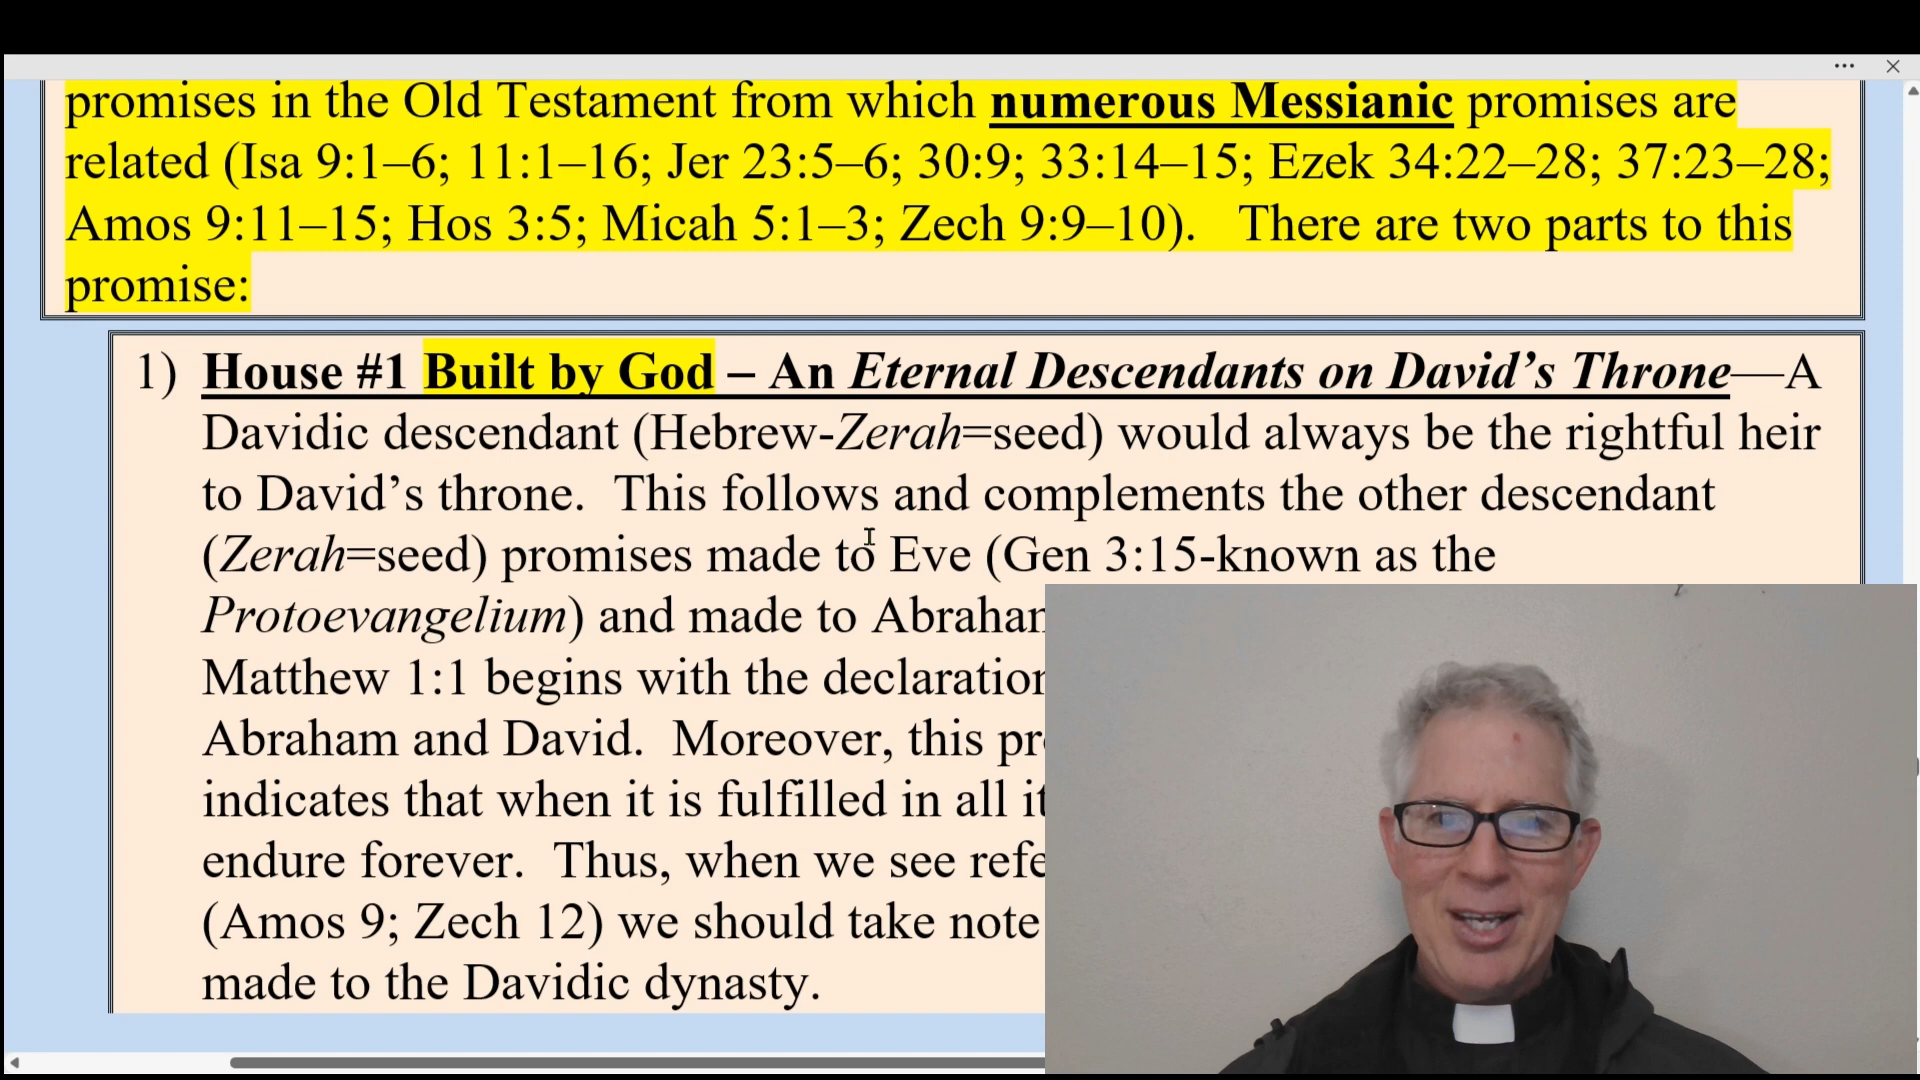 promises in the Old Testament from which numerous Messianic promises are
related (Isa 9:1–6; 11:1–16; Jer 23:5–6; 30:9; 33:14–15; Ezek 34:22–28; 37:23–28;
Amos 9:11–15; Hos 3:5; Micah 5:1–3; Zech 9:9–10). There are two parts to this
promise:
1) House #1 Built by God – An Eternal Descendants on David’s Throne—A
Davidic descendant (Hebrew-Zerah=seed) would always be the rightful heir
to David’s throne. This follows and complements the other descendant
(Zerah=seed) promises made to Eve (Gen 3:15-known as the
Protoevangelium) and made to
Matthew 1:1 begins with the
Abraham and David. Moreover, this
indicates that when it is fulfilled in all
endure forever. Thus, when we see
(Amos 9; Zech 12) we should take note
made to the Davidic dynasty.